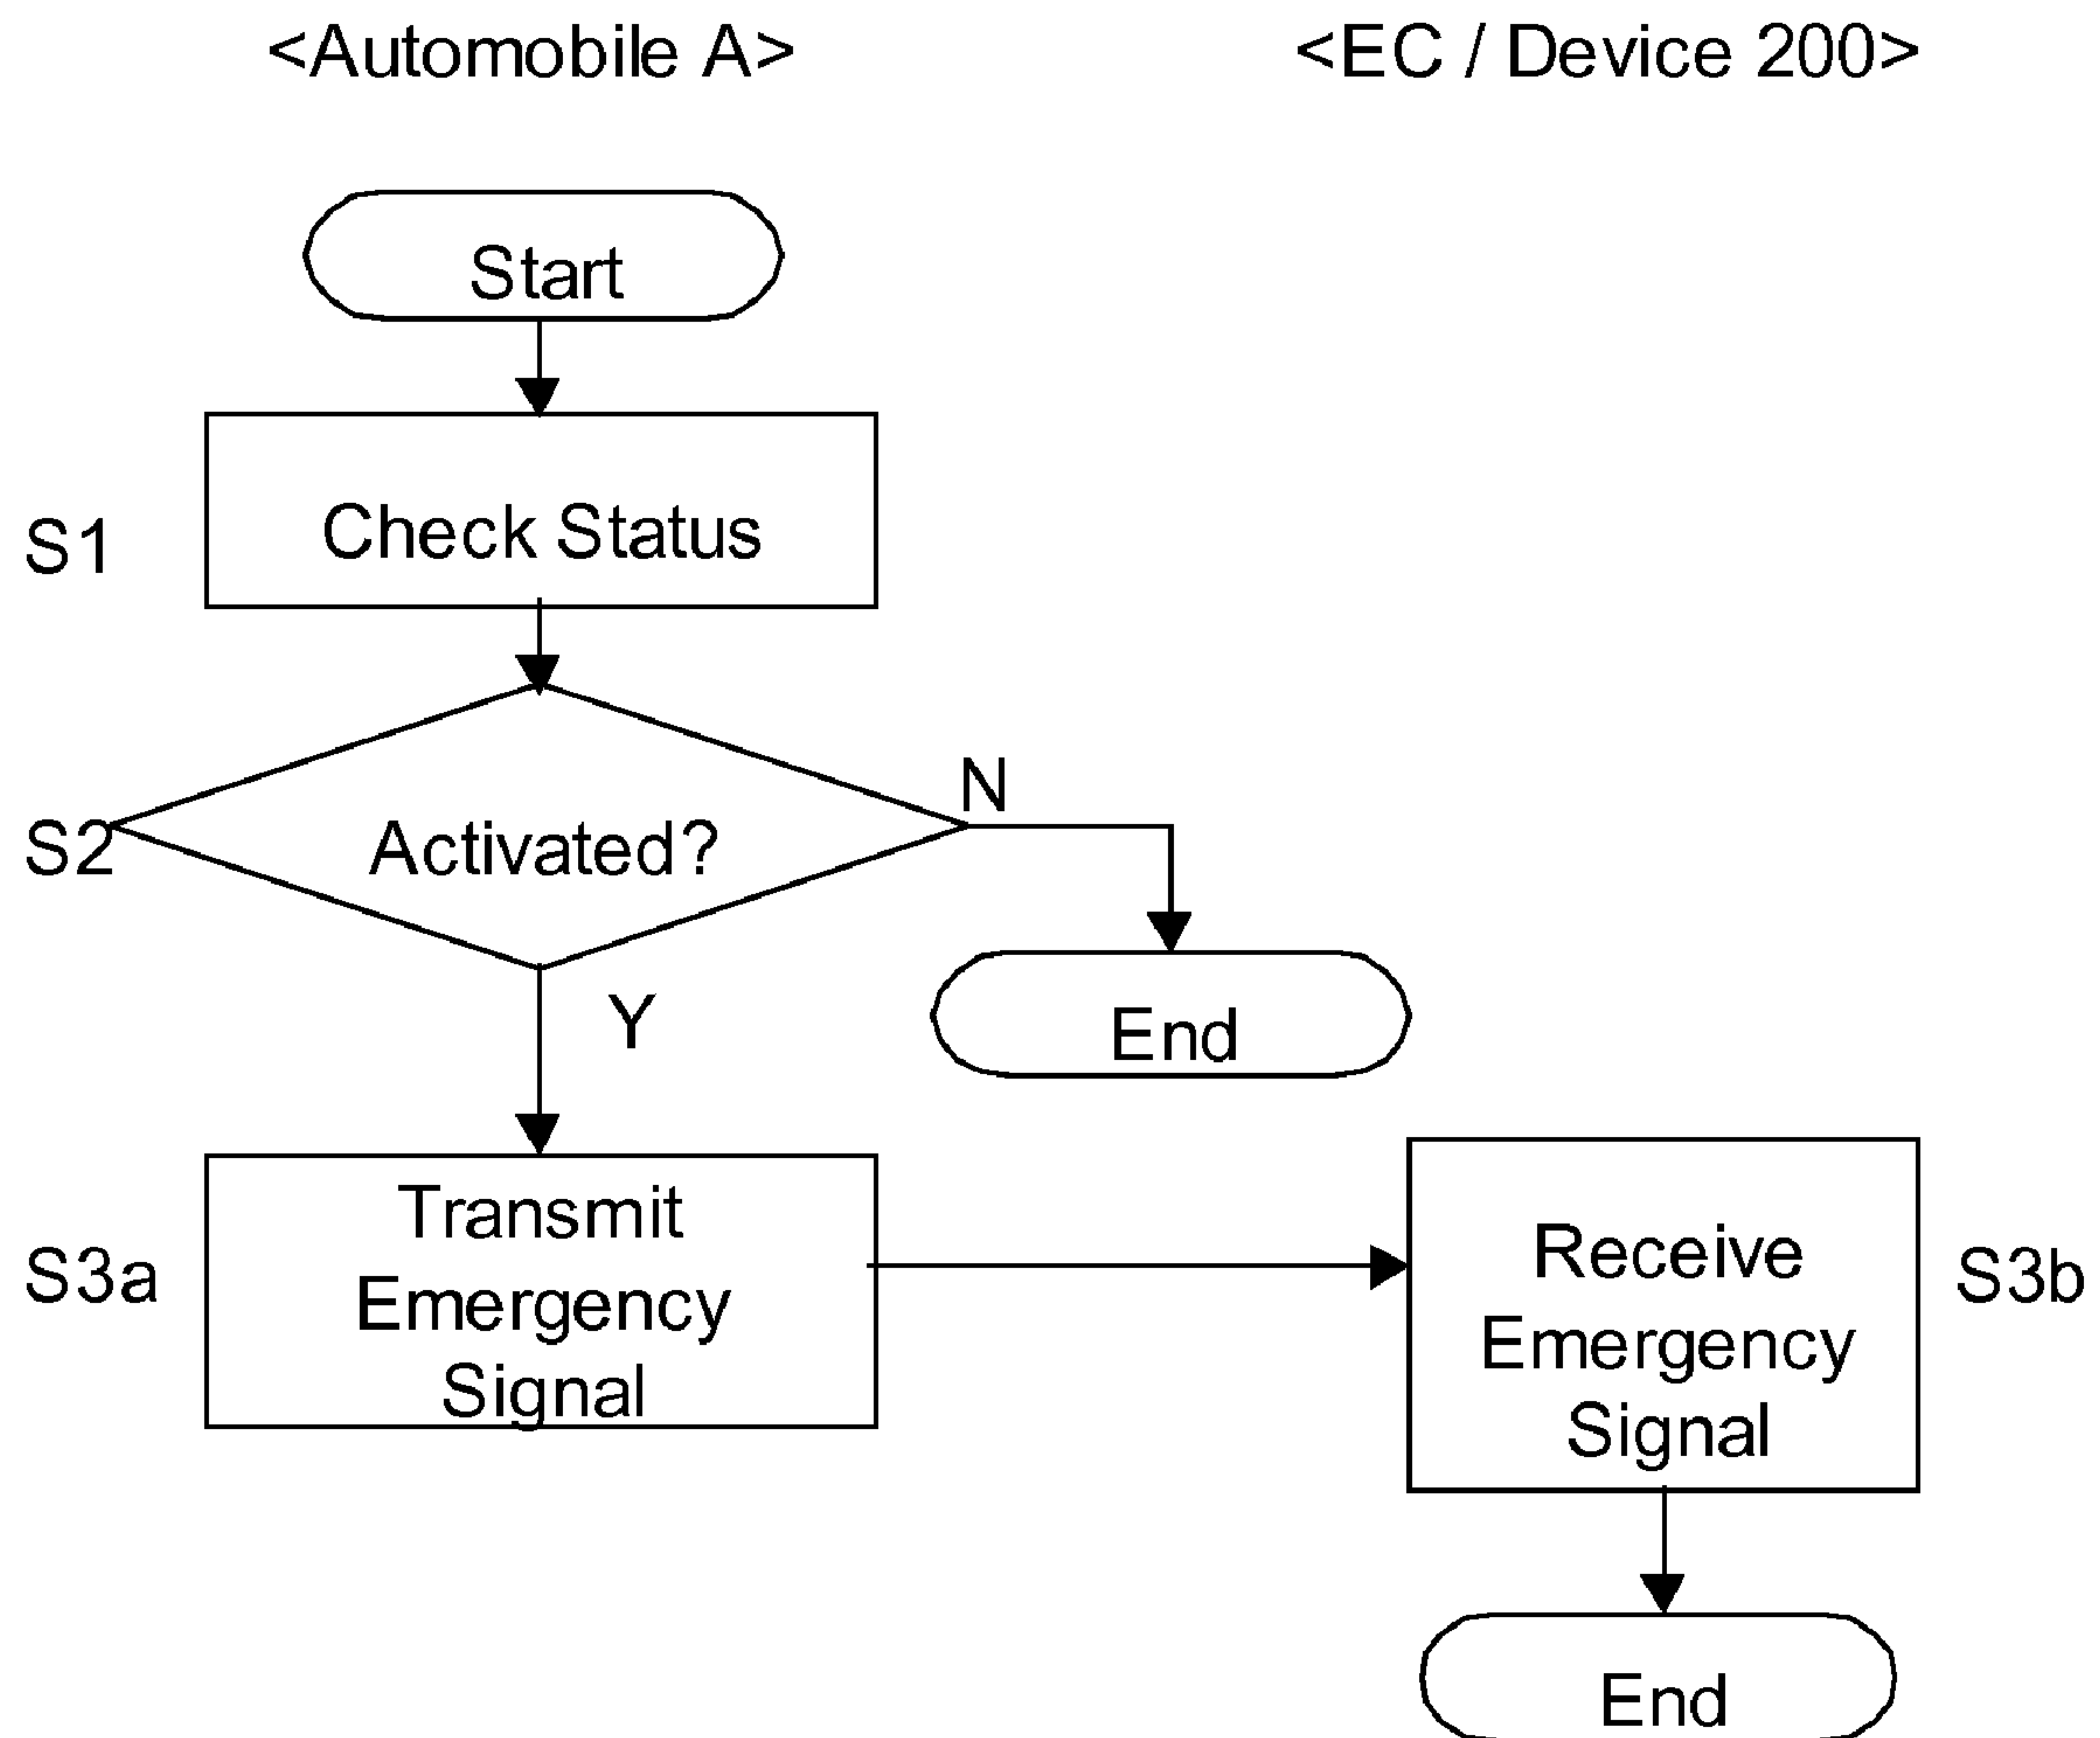 <Automobile A>
<EC / Device 200>
Start
S1
Check Status
S2
Activated?
N
End
Y
S3a
Transmit
Emergency
Signal
Receive
Emergency
Signal
S3b
End